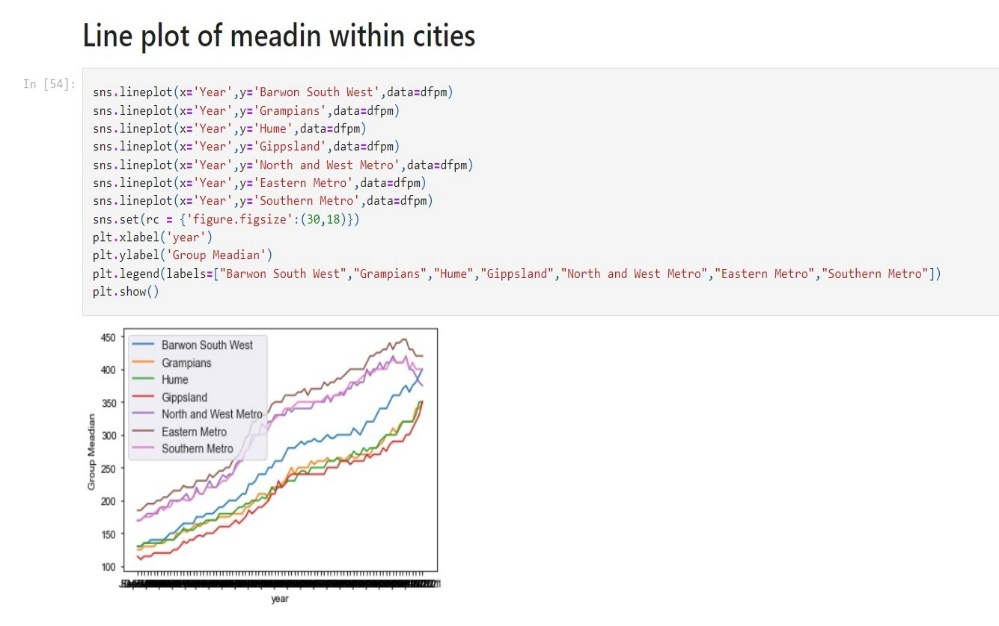 Line plot of meadin within cities
In [54]:
sns.lineplot(x='Year',y='Barwon South West',data=dfpm)
sns.lineplot(x='Year',y='Grampians',data=dfpm)
sns.lineplot(x='Year',y='Hume',data=dfpm)
sns.lineplot(x='Year',y='Gippsland',data=dfpm)
sns.lineplot(x='Year',y='North and West Metro',data=dfpm)
sns.lineplot(x='Year',y='Eastern Metro',data=dfpm)
sns.lineplot(x='Year',y='Southern Metro',data=dfpm)
sns.set(rc = {'figure.figsize':(30,18)})
plt.xlabel('year')
plt.ylabel('Group Meadian')
plt.legend(labels=["Barwon South West","Grampians","Hume","Gippsland","North and West Metro","Eastern Metro","Southern Metro"])
plt.show()
450
400
350
300
250
200
150
100
Group Meadian
Barwon South West
Grampians
Hume
Gippsland
North and West Metro
Eastern Metro
Southern Metro
year